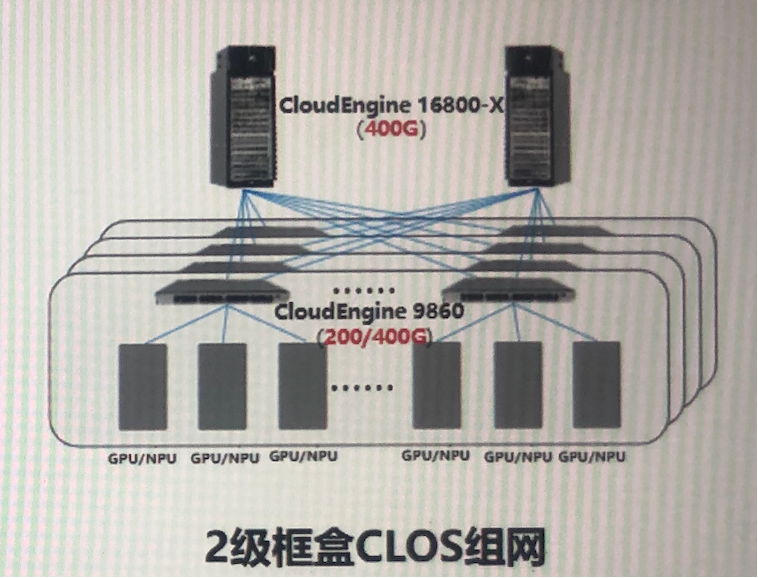 CloudEngine 16800-X
(400G)
......
CloudEngine 9860
(200/400G)
......
GPU/NPU GPU/NPU GPU/NPU GPU/NPU GPU/NPU GPU/NPU
2级框盒CLOS组网